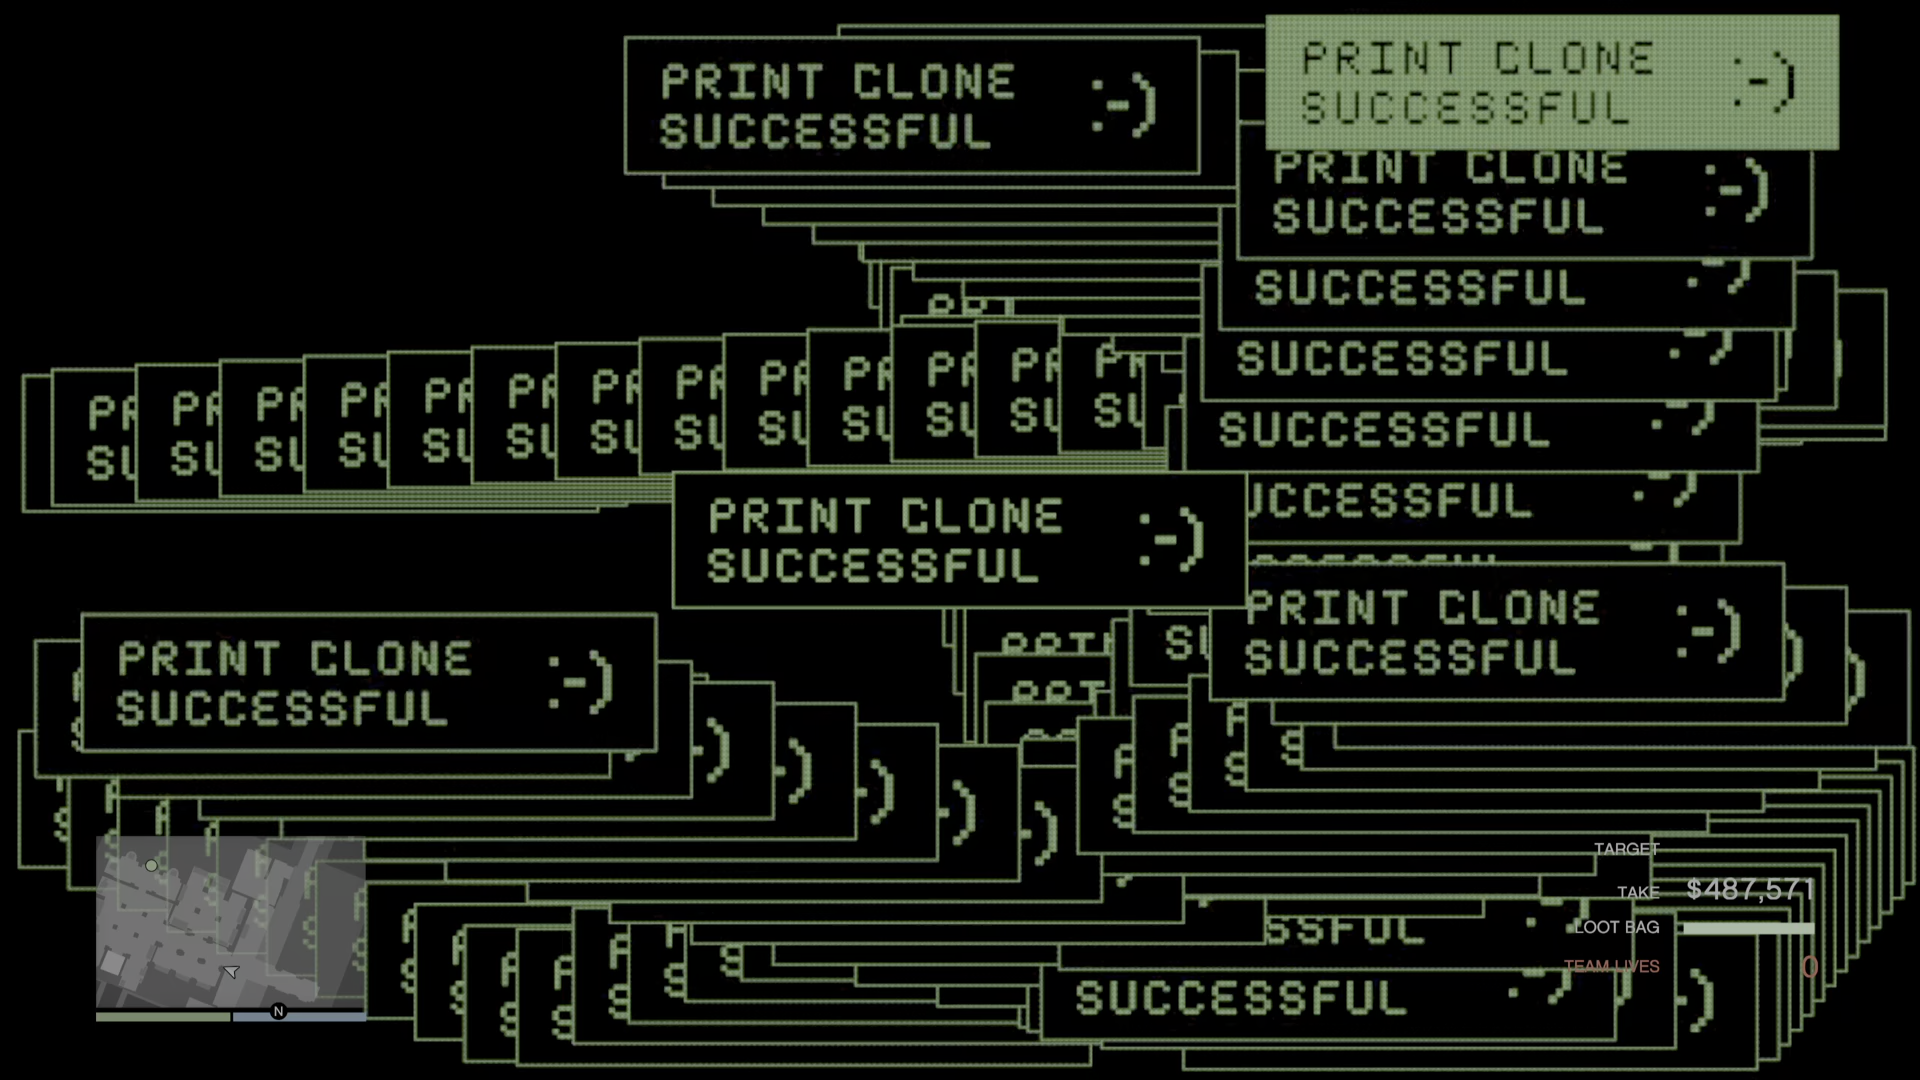 PRINT CLONE
SUCCESSFUL
:-)
PRINT CLONE
SUCCESSFUL
:-)
PRINT CLONE
SUCCESSFUL
:-)
SUCCESSFUL
SUCCESSFUL
SUCCESSFUL
PRINT CLONE
SUCCESSFUL
:-)
PRINT CLONE
SUCCESSFUL
:-)
PRINT CLONE
SUCCESSFUL
:-)
TARGET
TAKE $487,571
LOOT BAG
TEAM LIVES 0
SUCCESSFUL
N